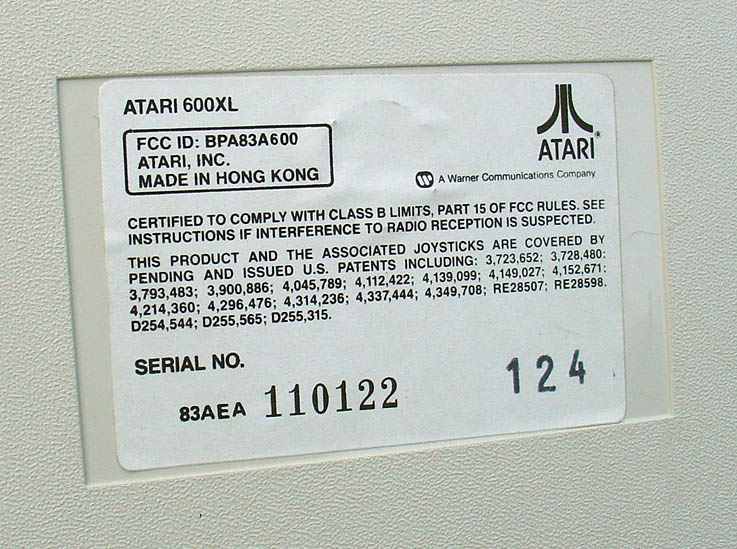 ATARI 600XL
FCC ID: BPA83A600
ATARI, INC.
MADE IN HONG KONG
ATARI®
A Warner Communications Company
CERTIFIED TO COMPLY WITH CLASS B LIMITS, PART 15 OF FCC RULES. SEE
INSTRUCTIONS IF INTERFERENCE TO RADIO RECEPTION IS SUSPECTED.
THIS PRODUCT AND THE ASSOCIATED JOYSTICKS ARE COVERED BY
PENDING AND ISSUED U.S. PATENTS INCLUDING: 3,723,652; 3,728,480;
3,793,483; 3,900,886; 4,045,789; 4,112,422; 4,139,099; 4,149,027; 4,152,671;
4,214,360; 4,296,476; 4,314,236; 4,337,444; 4,349,708; RE28507; RE28598.
D254,544; D255,565; D255,315.
SERIAL NO.
83AEA 110122
124